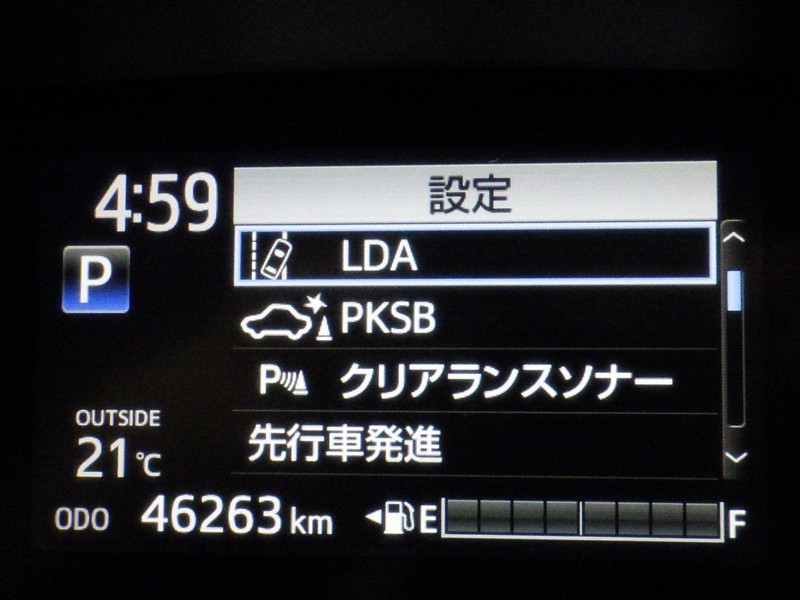 4:59
設定
LDA
P
PKSB
P クリアランスソナー
OUTSIDE
先行車発進
21℃
ODO 46263 km
E F